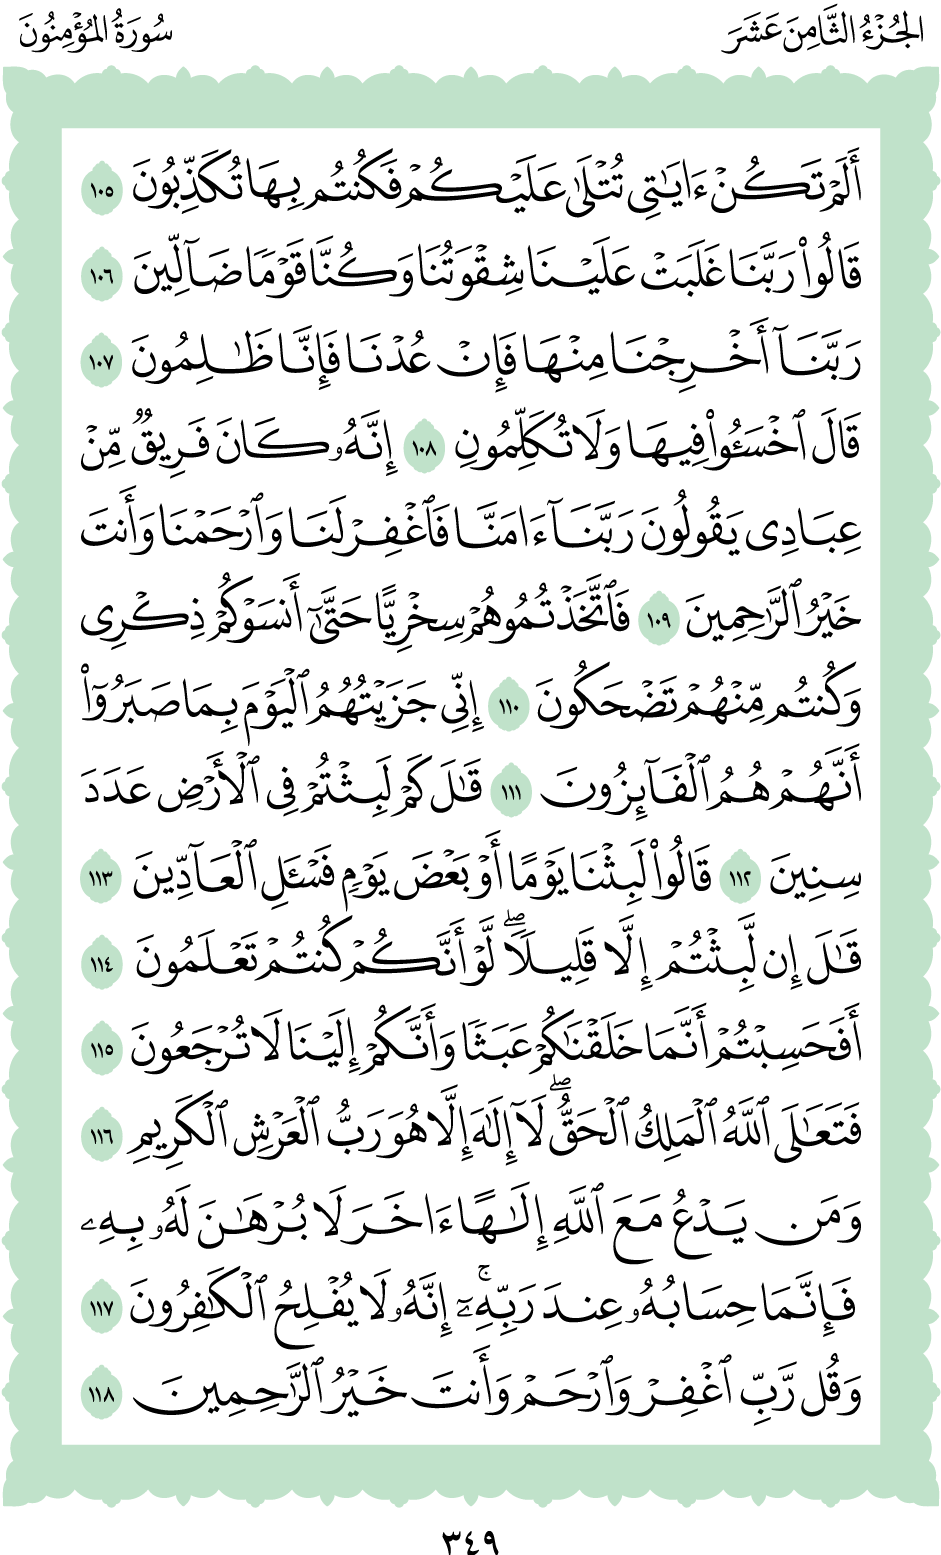 الجُزْءُ الثَّامِنَ عَشَرَ
سُورَةُ المُؤْمِنُونَ
أَلَمْ تَكُنْ ءَايَٰتِى تُتْلَىٰ عَلَيْكُمْ فَكُنتُم بِهَا تُكَذِّبُونَ ١٠٥
قَالُوا۟ رَبَّنَا غَلَبَتْ عَلَيْنَا شِقْوَتُنَا وَكُنَّا قَوْمًا ضَآلِّينَ ١٠٦
رَبَّنَآ أَخْرِجْنَا مِنْهَا فَإِنْ عُدْنَا فَإِنَّا ظَٰلِمُونَ ١٠٧
قَالَ ٱخْسَـُٔوا۟ فِيهَا وَلَا تُكَلِّمُونِ ١٠٨ إِنَّهُۥ كَانَ فَرِيقٌ مِّنْ
عِبَادِى يَقُولُونَ رَبَّنَآ ءَامَنَّا فَٱغْفِرْ لَنَا وَٱرْحَمْنَا وَأَنتَ
خَيْرُ ٱلرَّٰحِمِينَ ١٠٩ فَٱتَّخَذْتُمُوهُمْ سِخْرِيًّا حَتَّىٰٓ أَنسَوْكُمْ ذِكْرِى
وَكُنتُم مِّنْهُمْ تَضْحَكُونَ ١١٠ إِنِّى جَزَيْتُهُمُ ٱلْيَوْمَ بِمَا صَبَرُوٓا۟
أَنَّهُمْ هُمُ ٱلْفَآئِزُونَ ١١١ قَٰلَ كَمْ لَبِثْتُمْ فِى ٱلْأَرْضِ عَدَدَ
سِنِينَ ١١٢ قَالُوا۟ لَبِثْنَا يَوْمًا أَوْ بَعْضَ يَوْمٍ فَسْـَٔلِ ٱلْعَآدِّينَ ١١٣
قَٰلَ إِن لَّبِثْتُمْ إِلَّا قَلِيلًا ۖ لَّوْ أَنَّكُمْ كُنتُمْ تَعْلَمُونَ ١١٤
أَفَحَسِبْتُمْ أَنَّمَا خَلَقْنَٰكُمْ عَبَثًا وَأَنَّكُمْ إِلَيْنَا لَا تُرْجَعُونَ ١١٥
فَتَعَٰلَى ٱللَّهُ ٱلْمَلِكُ ٱلْحَقُّ ۖ لَآ إِلَٰهَ إِلَّا هُوَ رَبُّ ٱلْعَرْشِ ٱلْكَرِيمِ ١١٦
وَمَن يَدْعُ مَعَ ٱللَّهِ إِلَٰهًا ءَاخَرَ لَا بُرْهَٰنَ لَهُۥ بِهِۦ
فَإِنَّمَا حِسَابُهُۥ عِندَ رَبِّهِۦٓ ۚ إِنَّهُۥ لَا يُفْلِحُ ٱلْكَٰفِرُونَ ١١٧
وَقُل رَّبِّ ٱغْفِرْ وَٱرْحَمْ وَأَنتَ خَيْرُ ٱلرَّٰحِمِينَ ١١٨
٣٤٩